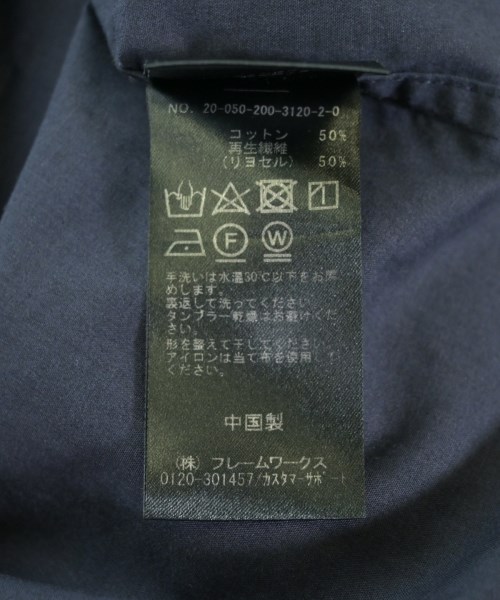 NO. 20-050-200-3120-2-0
コットン 50%
再生繊維
(リヨセル) 50%
F W
手洗いは水温30℃以下をお薦
めします。
裏返して洗ってください。
タンブラー乾燥はお避けくだ
さい。
形を整えて干してください。
アイロンは当て布を使用し
てください。
中国製
(株) フレームワークス
0120-301457/カスタマーサポート